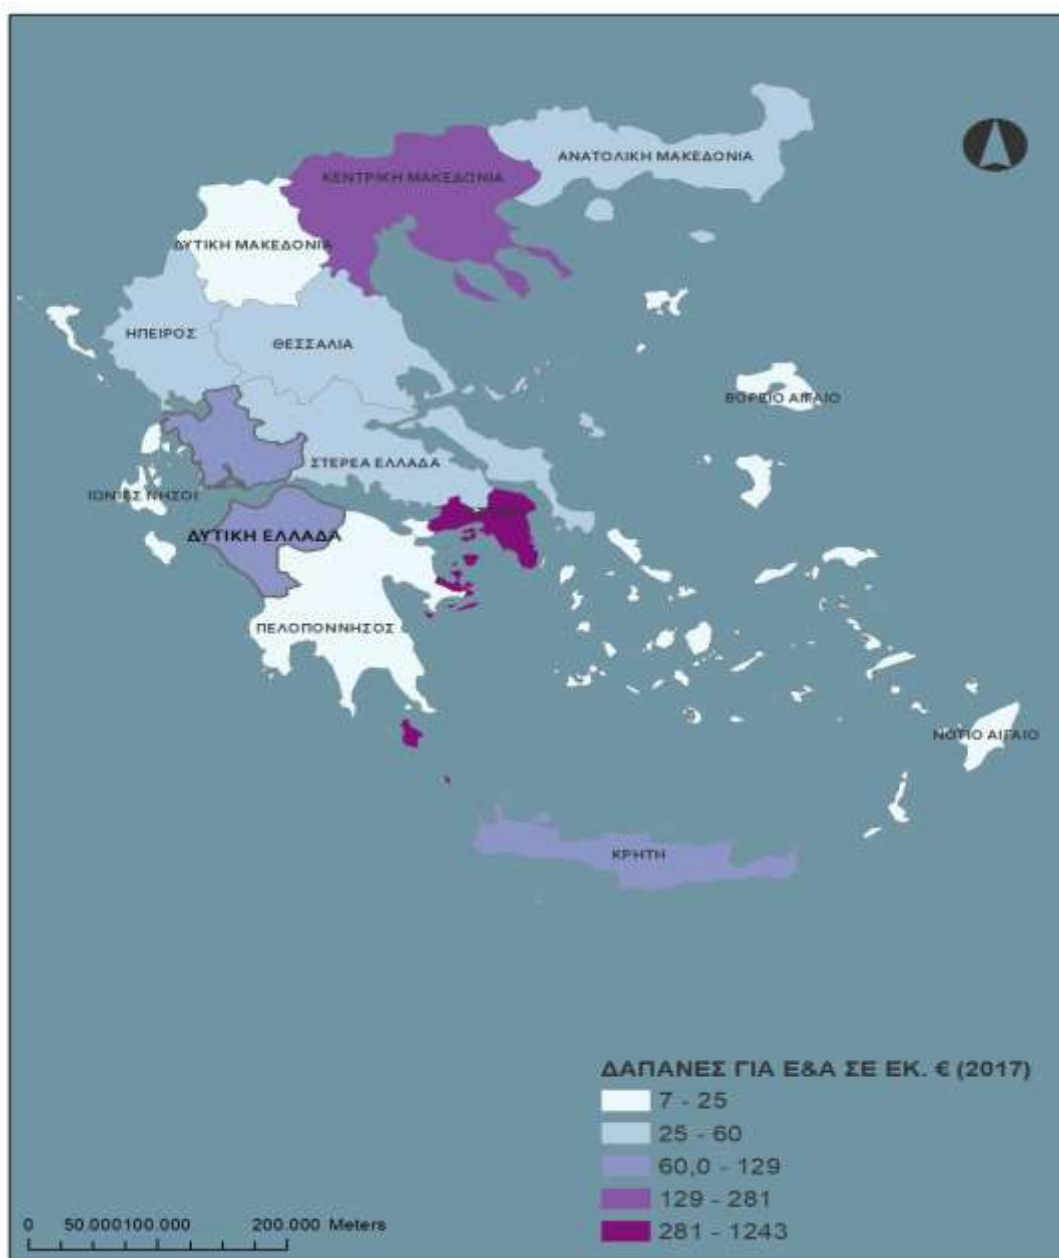 ΑΝΑΤΟΛΙΚΗ ΜΑΚΕΔΟΝΙΑ
ΚΕΝΤΡΙΚΗ ΜΑΚΕΔΟΝΙΑ
ΔΥΤΙΚΗ ΜΑΚΕΔΟΝΙΑ
ΗΠΕΙΡΟΣ
ΘΕΣΣΑΛΙΑ
ΒΟΡΕΙΟ ΑΙΓΑΙΟ
ΣΤΕΡΕΑ ΕΛΛΑΔΑ
ΝΗΣΟΙ
ΔΥΤΙΚΗ ΕΛΛΑΔΑ
ΠΕΛΟΠΟΝΝΗΣΟΣ
ΝΟΤΙΟ ΑΙΓΑΙΟ
ΚΡΗΤΗ
ΔΑΠΑΝΕΣ ΓΙΑ Ε&Α ΣΕ ΕΚ. € (2017)
7 - 25
25 - 60
60,0 - 129
129 - 281
281 - 1243
0 50.000 100.000 200.000 Meters